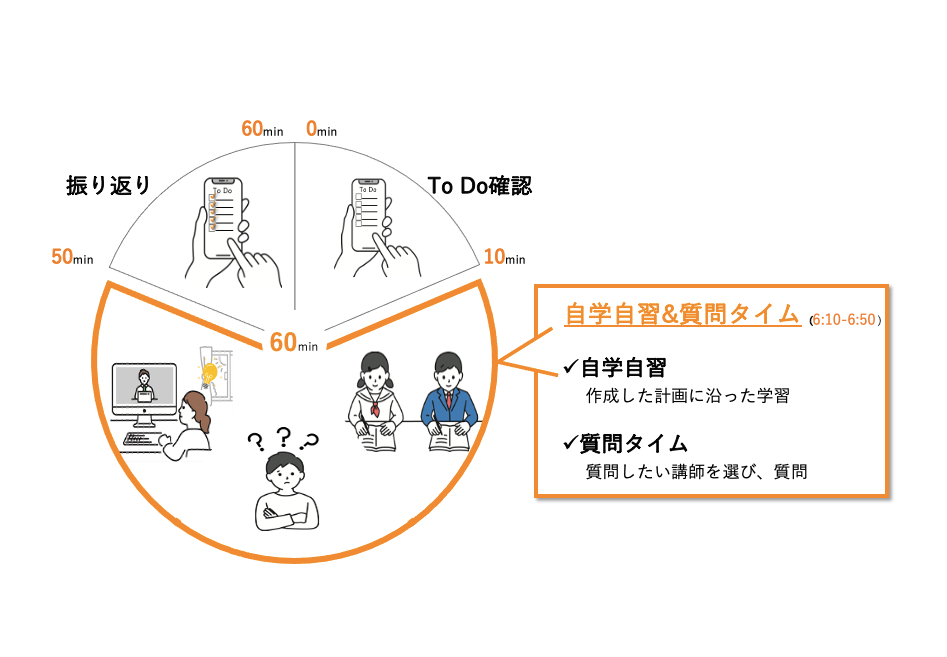 60min
0min
振り返り
To Do確認
To Do
To Do
50min
10min
60min
自学自習&質問タイム (6:10-6:50)
✓自学自習
作成した計画に沿った学習
✓質問タイム
質問したい講師を選び、質問
? ? ?